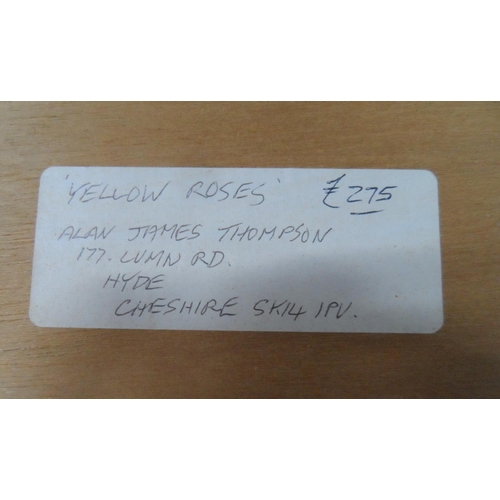 'YELLOW ROSES' £275
ALAN JAMES THOMPSON
177. LUMN RD.
HYDE
CHESHIRE SK14 1PV.